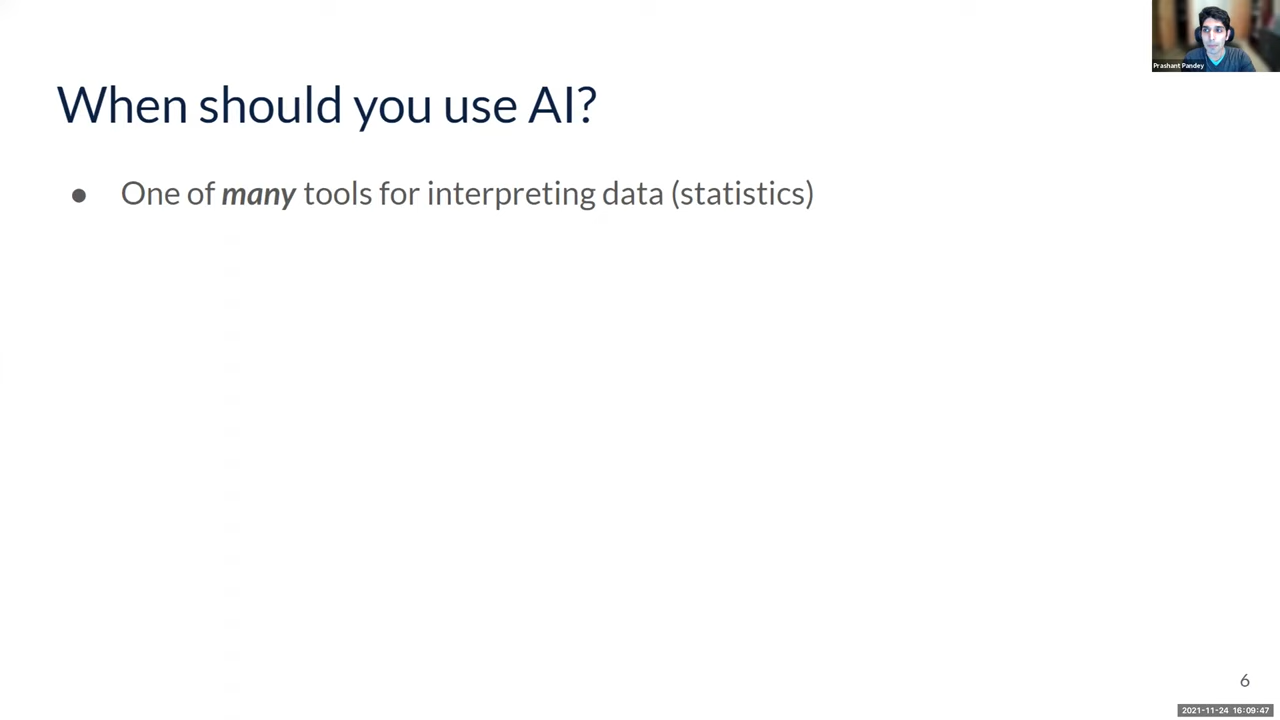 Prashant Pandey
When should you use AI?
● One of many tools for interpreting data (statistics)
6
2021-11-24 16:09:47